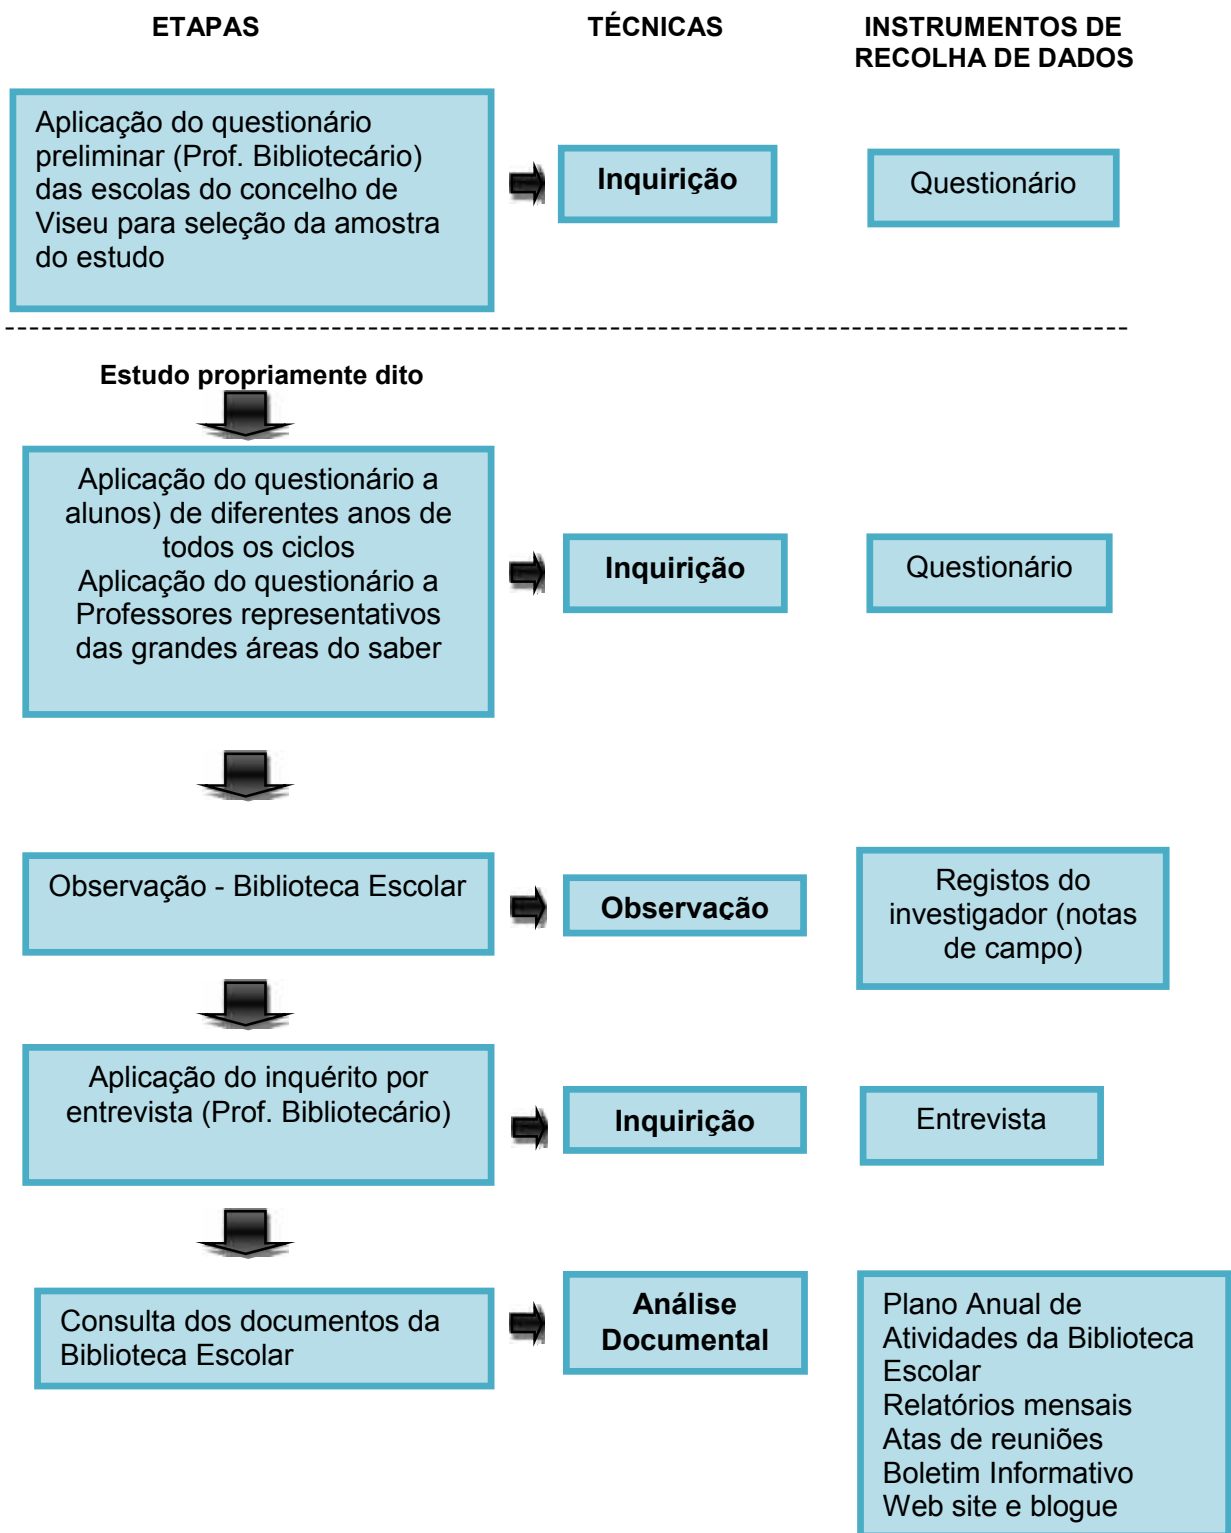 ETAPAS
TÉCNICAS
INSTRUMENTOS DE
RECOLHA DE DADOS
Aplicação do questionário
preliminar (Prof. Bibliotecário)
das escolas do concelho de
Viseu para seleção da amostra
do estudo
Inquirição
Questionário
Estudo propriamente dito
Aplicação do questionário a
alunos) de diferentes anos de
todos os ciclos
Aplicação do questionário a
Professores representativos
das grandes áreas do saber
Inquirição
Questionário
Observação - Biblioteca Escolar
Observação
Registos do
investigador (notas
de campo)
Aplicação do inquérito por
entrevista (Prof. Bibliotecário)
Inquirição
Entrevista
Consulta dos documentos da
Biblioteca Escolar
Análise
Documental
Plano Anual de
Atividades da Biblioteca
Escolar
Relatórios mensais
Atas de reuniões
Boletim Informativo
Web site e blogue